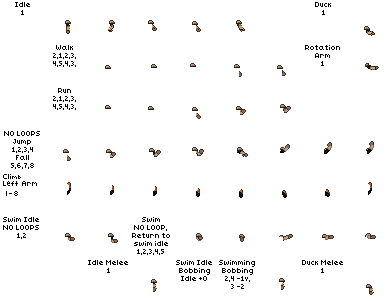 Idle
1
Duck
1
Walk
2,1,2,3,
4,5,4,3,
Rotation
Arm
1
Run
2,1,2,3,
4,5,4,3,
NO LOOPS
Jump
1,2,3,4
Fall
5,6,7,8
Climb
Left Arm
1-8
Swim Idle
NO LOOPS
1,2
Swim
NO LOOP,
Return to
swim idle
1,2,3,4,5
Idle Melee
1
Swim Idle
Bobbing
Idle +0
Swimming
Bobbing
2,4 -1v,
3 -2
Duck Melee
1